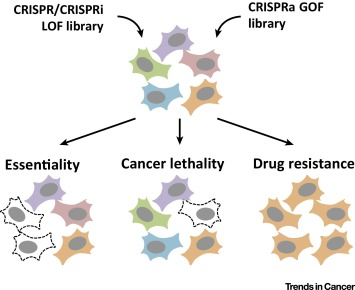 CRISPR/CRISPRi
LOF library
CRISPRa GOF
library
Essentiality
Cancer lethality
Drug resistance
Trends in Cancer